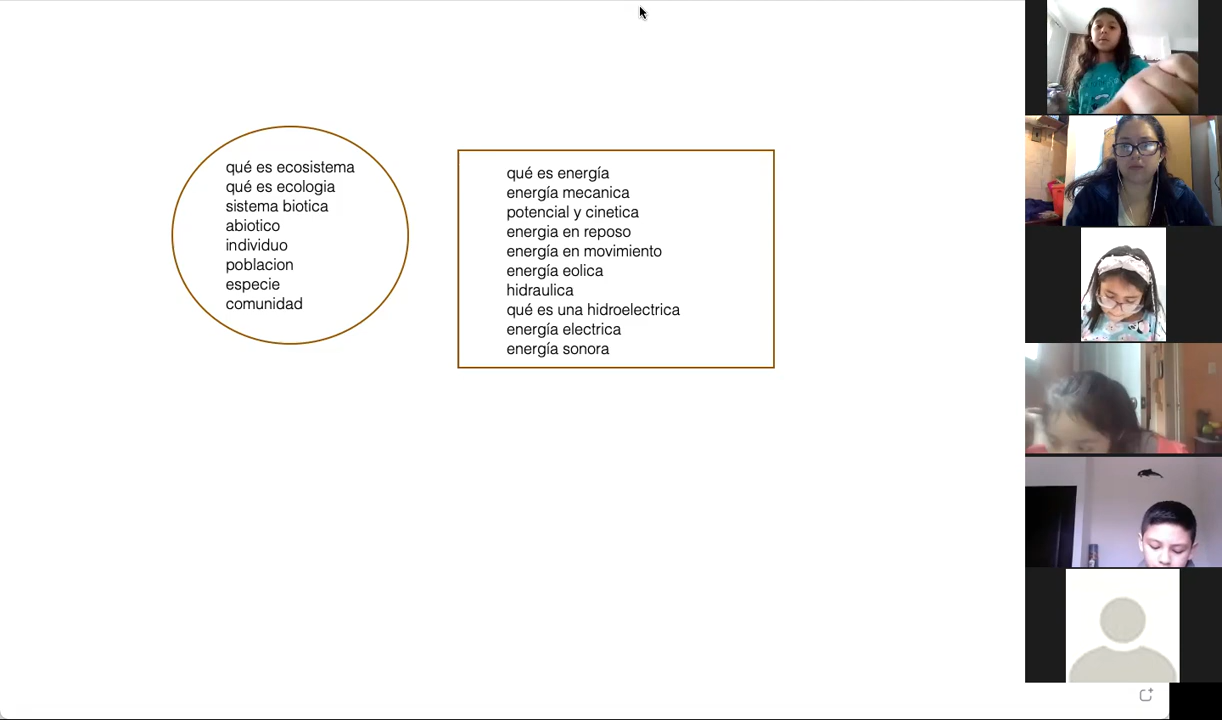 qué es ecosistema
qué es ecologia
sistema biotica
abiotico
individuo
poblacion
especie
comunidad
qué es energía
energía mecanica
potencial y cinetica
energia en reposo
energía en movimiento
energía eolica
hidraulica
qué es una hidroelectrica
energía electrica
energía sonora